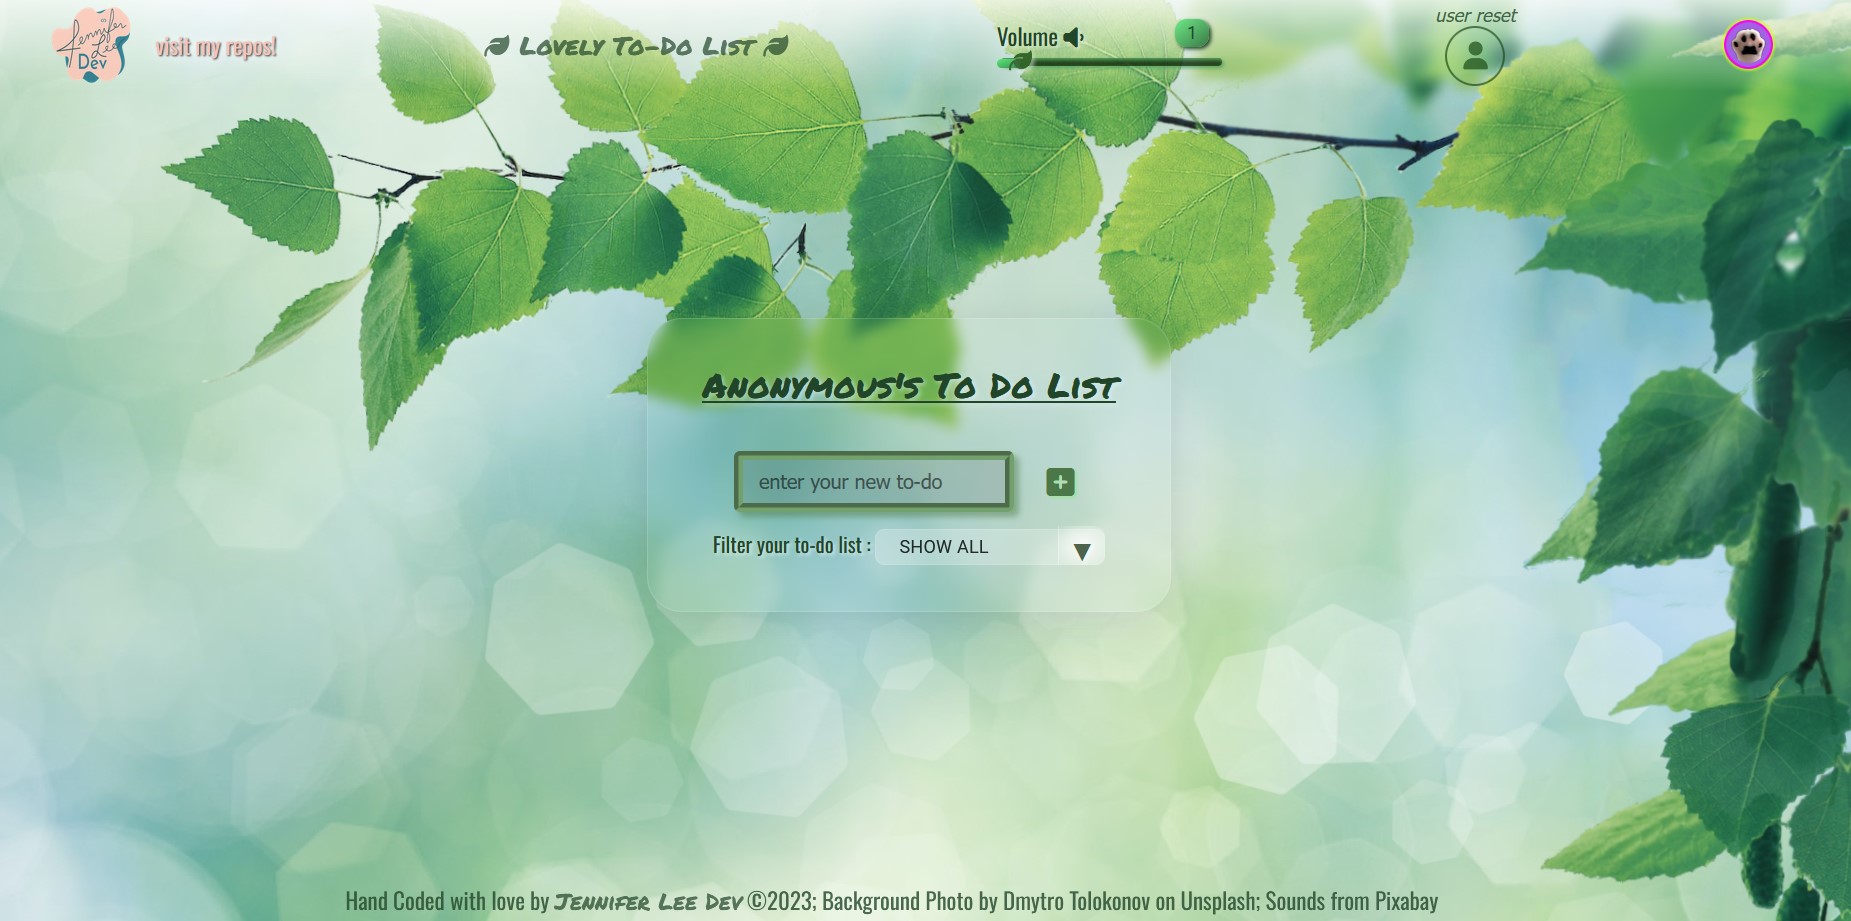 Jennifer
in
Lee
Dev
visit my repos!
Lovely To-Do List
Volume
1
user reset
Anonymous's To Do List
enter your new to-do
Filter your to-do list :
SHOW ALL
Hand Coded with love by Jennifer Lee Dev ©2023; Background Photo by Dmytro Tolokonov on Unsplash; Sounds from Pixabay